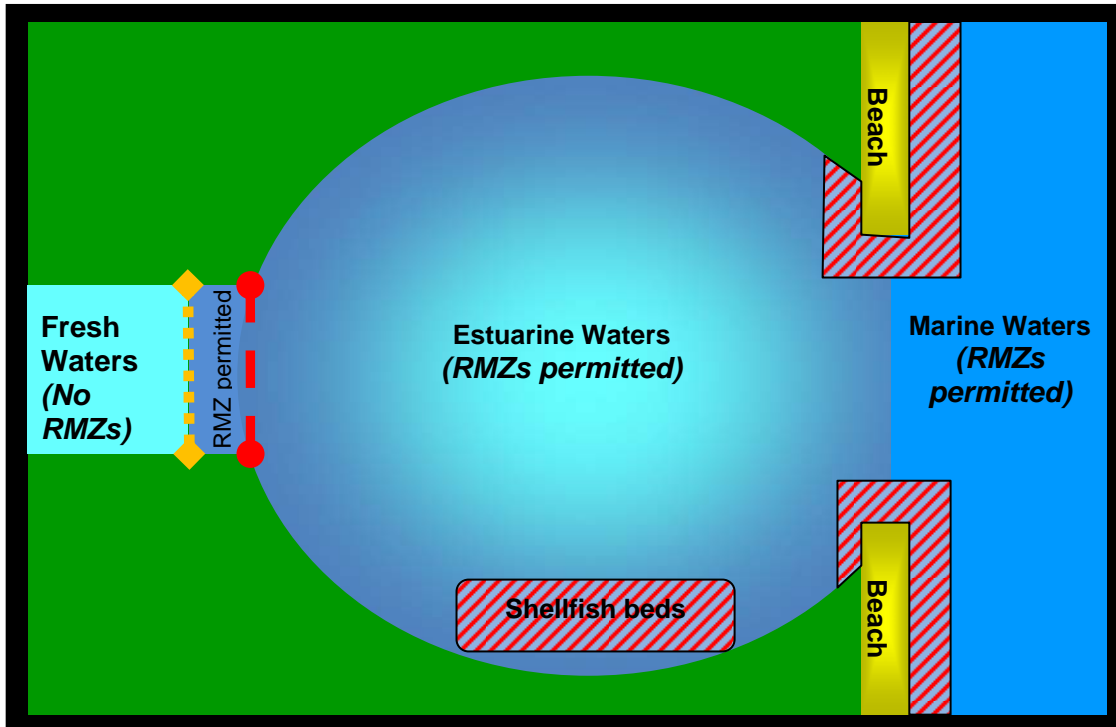 Fresh
Waters
(No
RMZs)
RMZ permitted
Estuarine Waters
(RMZs permitted)
Beach
Marine Waters
(RMZs
permitted)
Shellfish beds
Beach